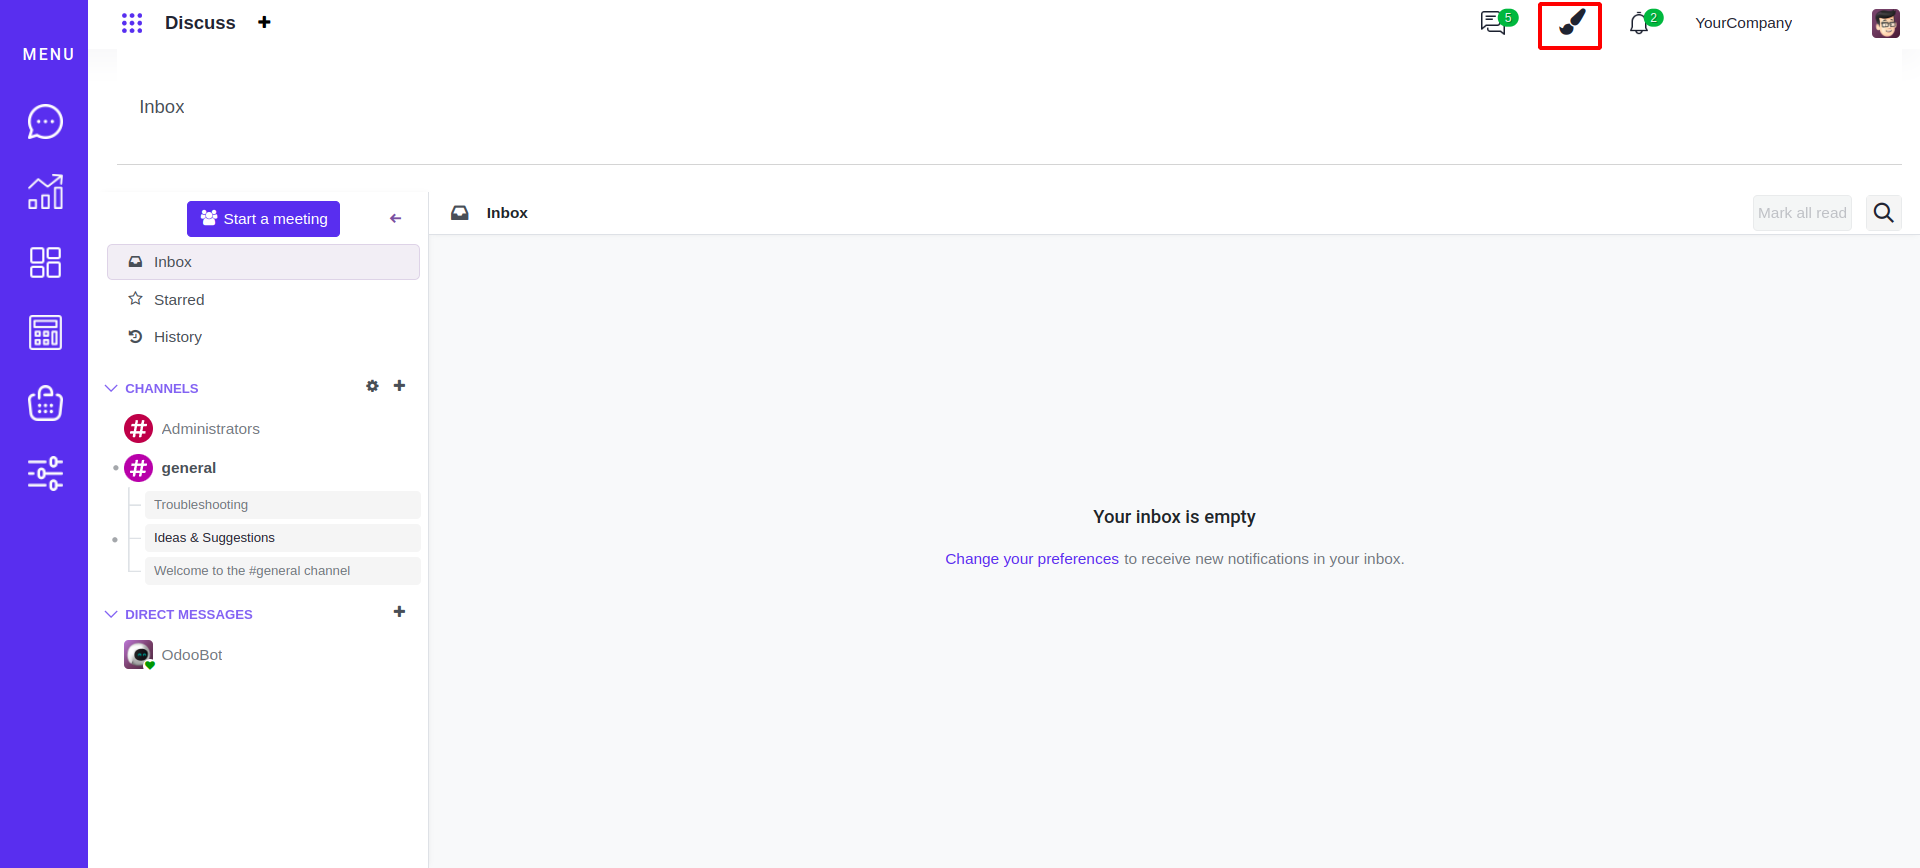 MENU
Discuss
5
2
YourCompany
Inbox
Start a meeting
Inbox
Mark all read
Inbox
Starred
History
CHANNELS
Administrators
general
Troubleshooting
Ideas & Suggestions
Welcome to the #general channel
Your inbox is empty
Change your preferences to receive new notifications in your inbox.
DIRECT MESSAGES
OdooBot